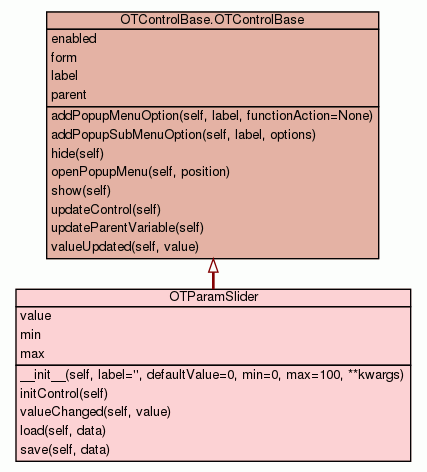 OTControlBase.OTControlBase
enabled
form
label
parent
addPopupMenuOption(self, label, functionAction=None)
addPopupSubMenuOption(self, label, options)
hide(self)
openPopupMenu(self, position)
show(self)
updateControl(self)
updateParentVariable(self)
valueUpdated(self, value)
OTParamSlider
value
min
max
__init__(self, label='', defaultValue=0, min=0, max=100, **kwargs)
initControl(self)
valueChanged(self, value)
load(self, data)
save(self, data)